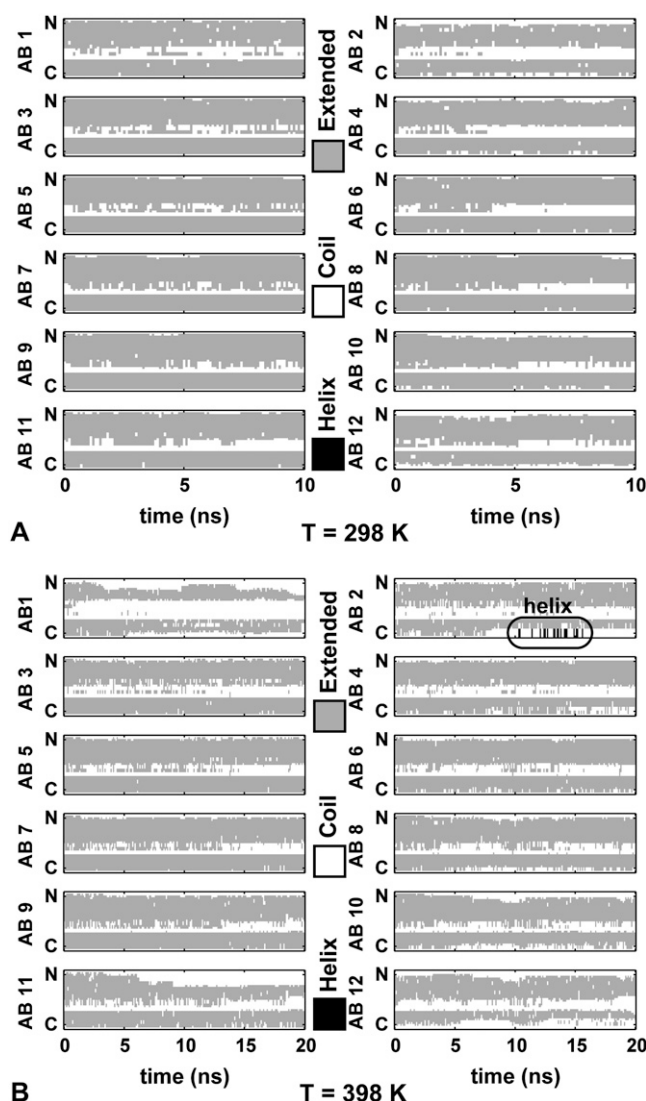 N
AB 1
C
N
AB 2
C
N
AB 3
C
Extended
N
AB 4
C
N
AB 5
C
N
AB 6
C
N
AB 7
C
Coil
N
AB 8
C
N
AB 9
C
N
AB 10
C
N
AB 11
C
Helix
N
AB 12
C
0 5 10
0 5 10
time (ns)
time (ns)
A
T = 298 K
N
AB1
C
N
AB 2
C
helix
N
AB 3
C
Extended
N
AB 4
C
N
AB 5
C
N
AB 6
C
N
AB 7
C
Coil
N
AB 8
C
N
AB 9
C
N
AB 10
C
N
AB 11
C
Helix
N
AB 12
C
0 5 10 15 20
0 5 10 15 20
time (ns)
time (ns)
B
T = 398 K